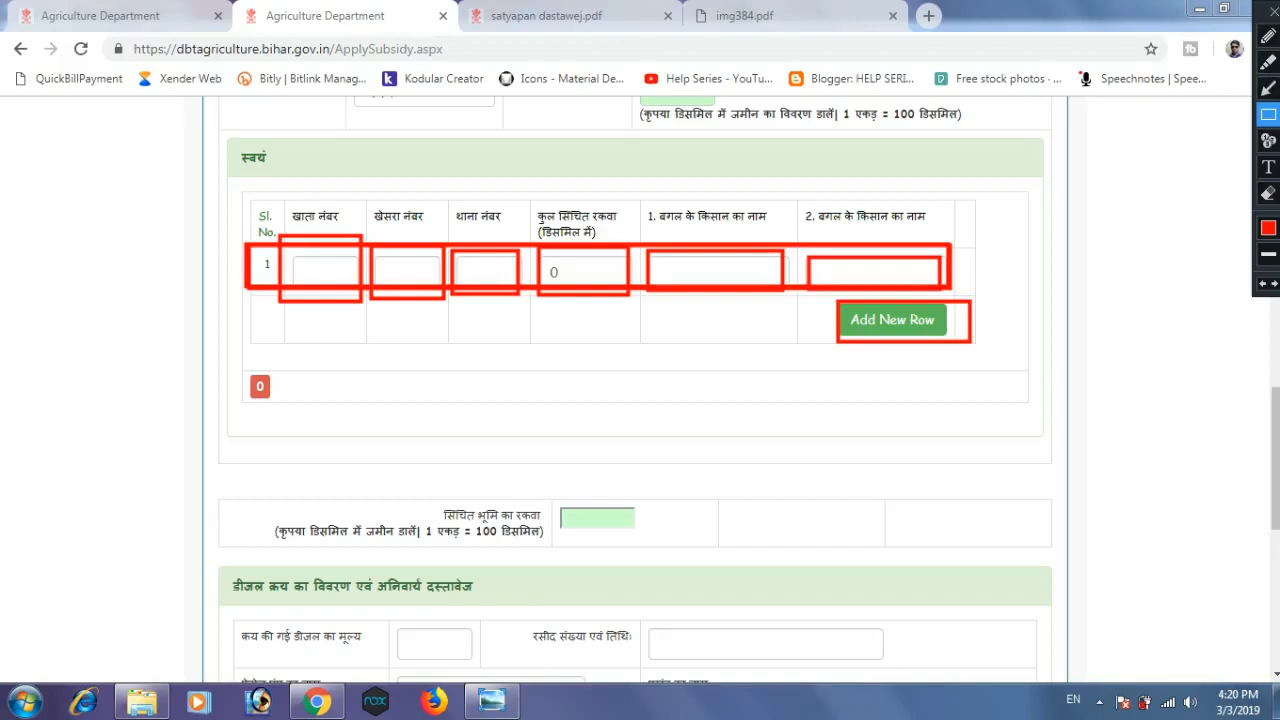 Agriculture Department
Agriculture Department
satyapan dastawej.pdf
img384.pdf
https://dbtagriculture.bihar.gov.in/ApplySubsidy.aspx
QuickBillPayment
Xender Web
Bitly | Bitlink Manag...
Kodular Creator
Icons - Material De...
Help Series - YouTu...
Blogger: HELP SERI...
Free stock photos · ...
Speechnotes | Spee...
(कृपया डिसमिल में जमीन का विवरण डालें| 1 एकड़ = 100 डिसमिल)
स्वयं
Sl. No.
खाता नंबर
खेसरा नंबर
थाना नंबर
कुल सिंचित रकवा (डिसमिल में)
1. बगल के किसान का नाम
2. बगल के किसान का नाम
1
0
Add New Row
0
सिंचित भूमि का रकवा
(कृपया डिसमिल में जमीन डालें| 1 एकड़ = 100 डिसमिल)
डीजल क्रय का विवरण एवं अनिवार्य दस्तावेज
क्रय की गई डीजल का मूल्य
रसीद संख्या एवं तिथिः
EN
4:20 PM
3/3/2019